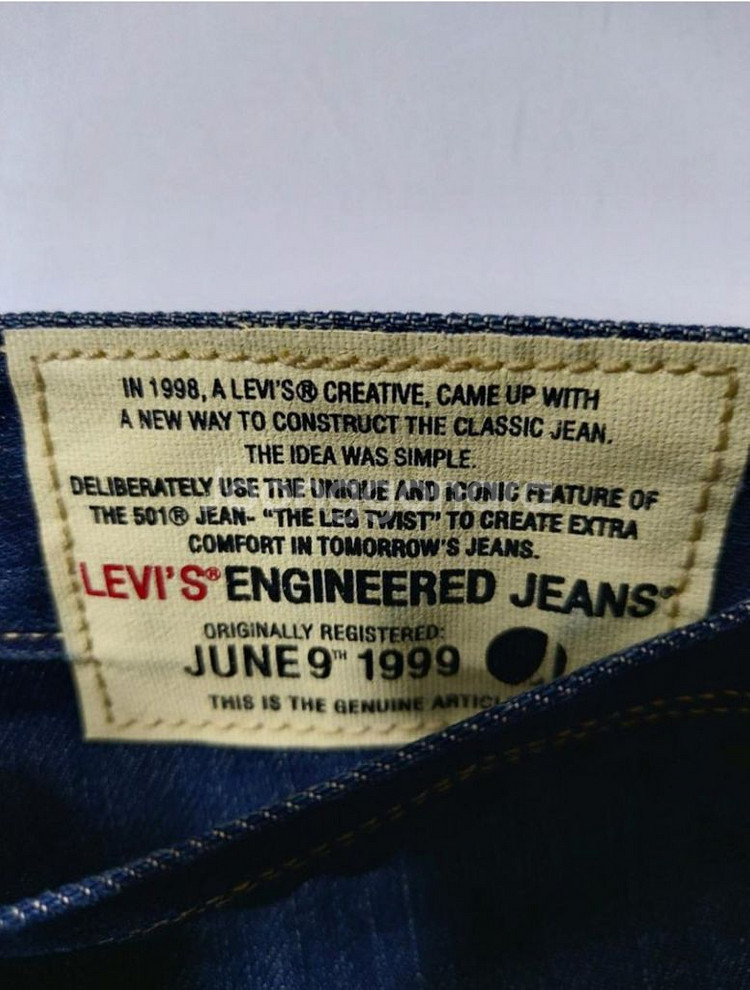 IN 1998, A LEVI'S® CREATIVE, CAME UP WITH
A NEW WAY TO CONSTRUCT THE CLASSIC JEAN.
THE IDEA WAS SIMPLE.
DELIBERATELY USE THE UNIQUE AND ICONIC FEATURE OF
THE 501® JEAN- "THE LEG TWIST" TO CREATE EXTRA
COMFORT IN TOMORROW'S JEANS.
LEVI'S® ENGINEERED JEANS®
ORIGINALLY REGISTERED:
JUNE 9TH 1999
THIS IS THE GENUINE